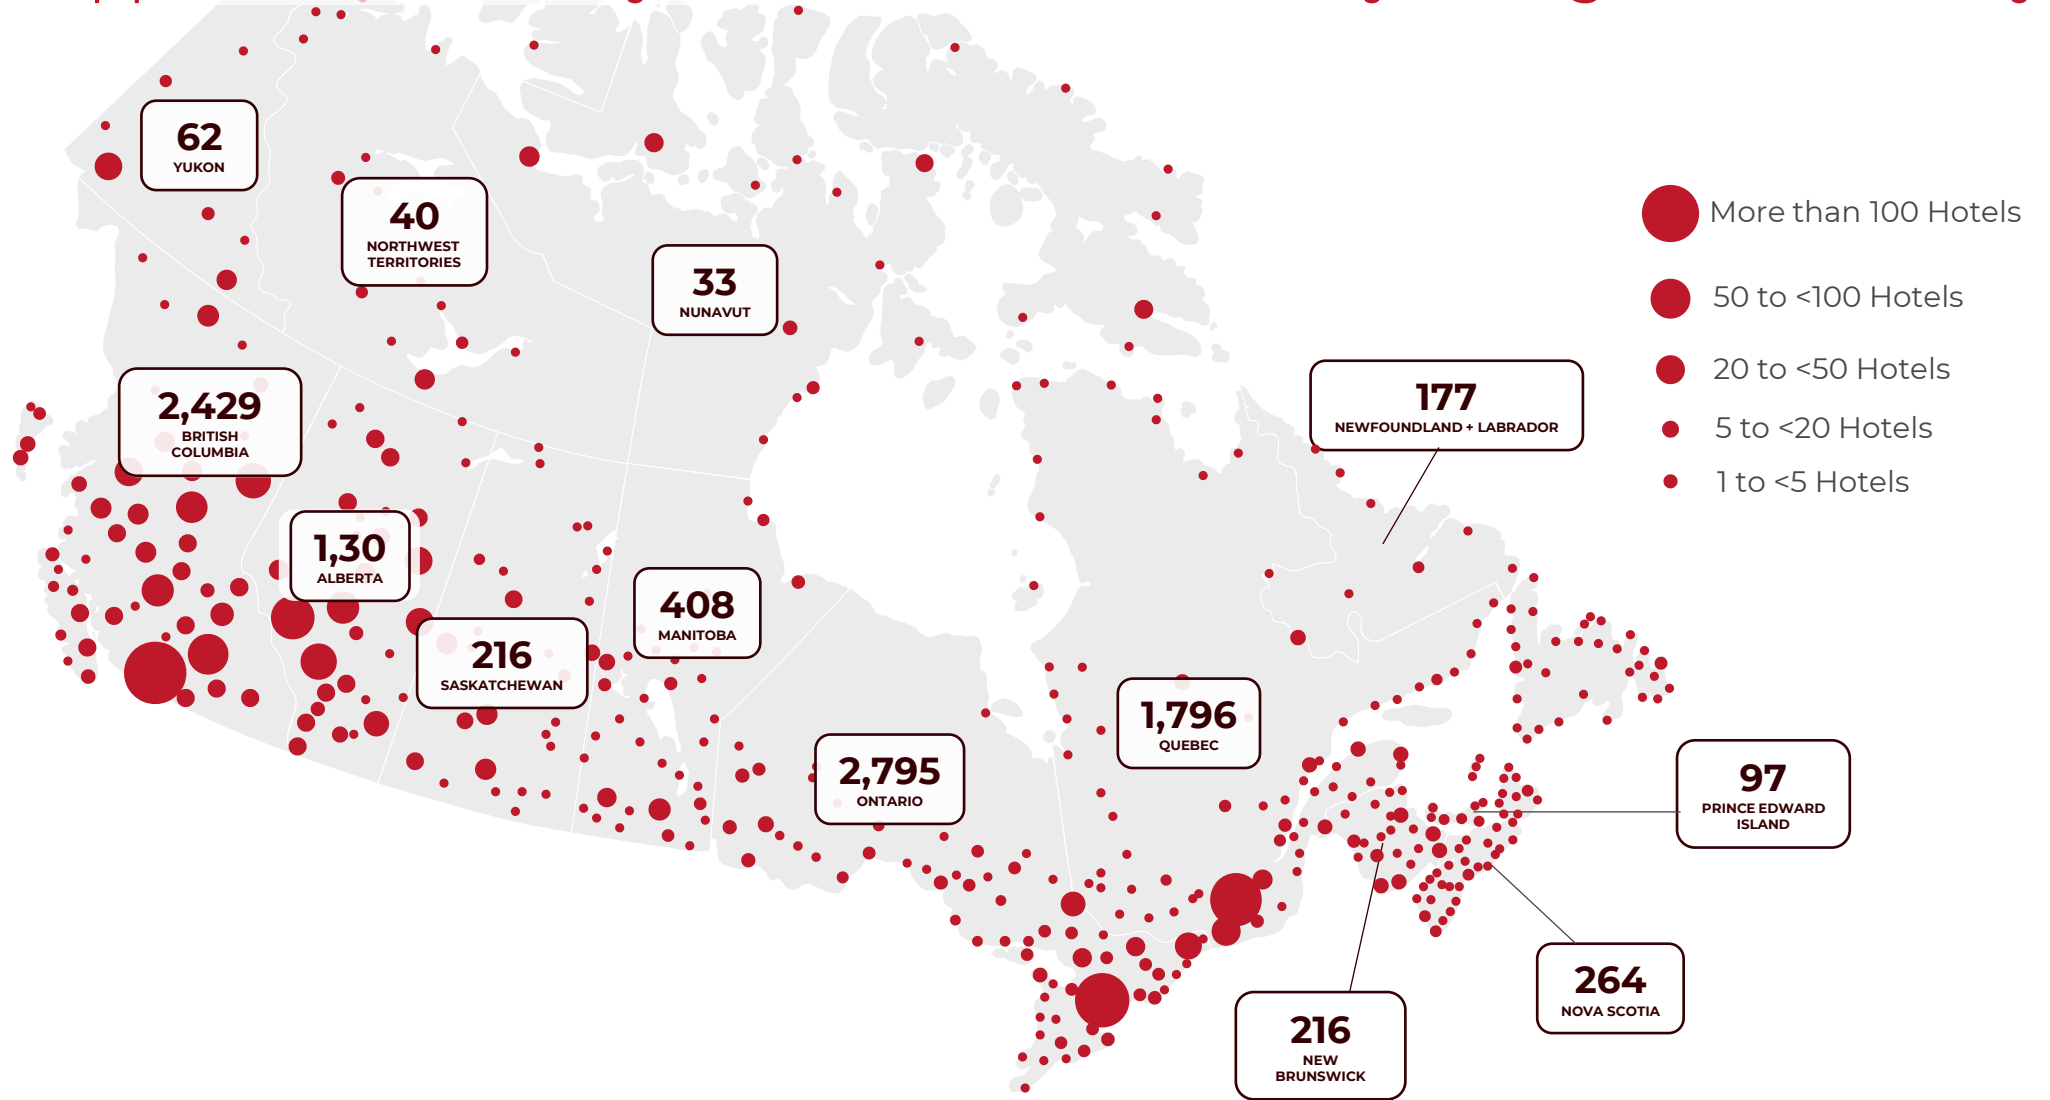 62
YUKON
40
NORTHWEST
TERRITORIES
33
NUNAVUT
2,429
BRITISH
COLUMBIA
1,30
ALBERTA
216
SASKATCHEWAN
408
MANITOBA
2,795
ONTARIO
1,796
QUEBEC
177
NEWFOUNDLAND + LABRADOR
97
PRINCE EDWARD
ISLAND
264
NOVA SCOTIA
216
NEW
BRUNSWICK
More than 100 Hotels
50 to <100 Hotels
20 to <50 Hotels
5 to <20 Hotels
1 to <5 Hotels